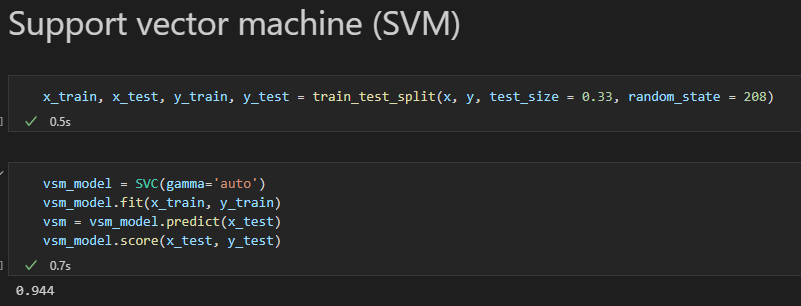 Support vector machine (SVM)
x_train, x_test, y_train, y_test = train_test_split(x, y, test_size = 0.33, random_state = 208)
] ✓ 0.5s
vsm_model = SVC(gamma='auto')
vsm_model.fit(x_train, y_train)
vsm = vsm_model.predict(x_test)
vsm_model.score(x_test, y_test)
] ✓ 0.7s
0.944